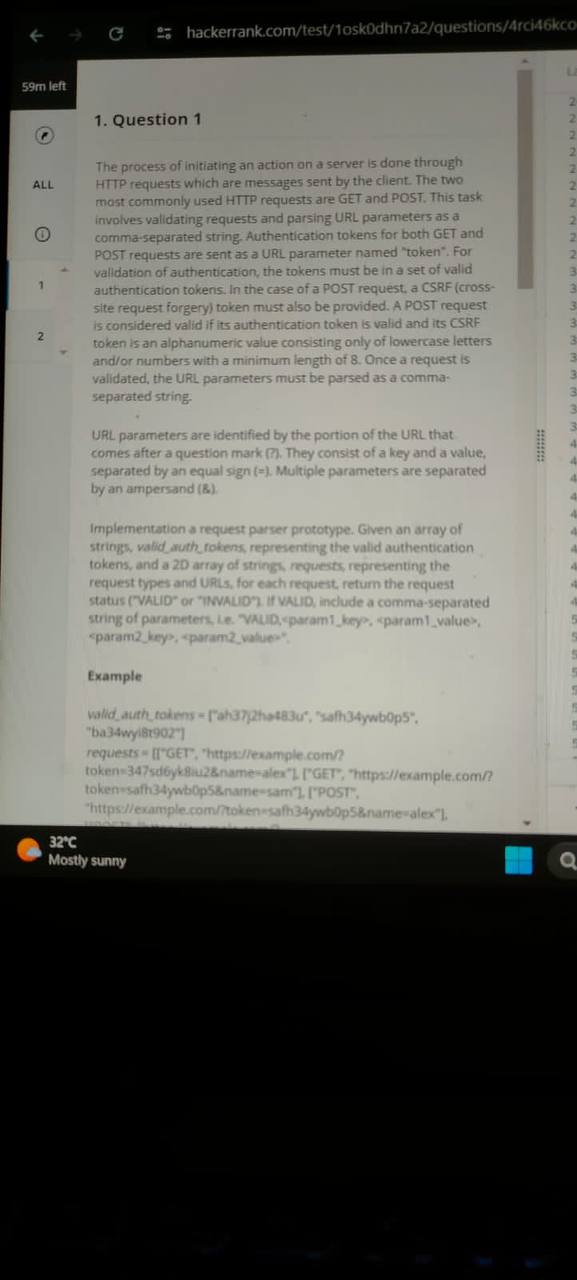 hackerrank.com/test/1osk0dhn7a2/questions/4rci46kco
59m left
ALL
1
2
1. Question 1
The process of initiating an action on a server is done through
HTTP requests which are messages sent by the client. The two
most commonly used HTTP requests are GET and POST. This task
involves validating requests and parsing URL parameters as a
comma-separated string. Authentication tokens for both GET and
POST requests are sent as a URL parameter named "token". For
validation of authentication, the tokens must be in a set of valid
authentication tokens. In the case of a POST request, a CSRF (cross-
site request forgery) token must also be provided. A POST request
is considered valid if its authentication token is valid and its CSRF
token is an alphanumeric value consisting only of lowercase letters
and/or numbers with a minimum length of 8. Once a request is
validated, the URL parameters must be parsed as a comma-
separated string.
URL parameters are identified by the portion of the URL that
comes after a question mark (?). They consist of a key and a value,
separated by an equal sign (=). Multiple parameters are separated
by an ampersand (&).
Implementation a request parser prototype. Given an array of
strings, valid_auth_tokens, representing the valid authentication
tokens, and a 2D array of strings, requests, representing the
request types and URLs, for each request, return the request
status ("VALID" or "INVALID"). If VALID, include a comma-separated
string of parameters, i.e. "VALID,<param1_key>, <param1_value>,
<param2_key>, <param2_value>".
Example
valid_auth_tokens = ["ah37j2ha483u", "safh34ywb0p5",
"ba34wyi8t902"]
requests = [["GET", "https://example.com/?
token=347sd6yk8iu2&name=alex"], ["GET", "https://example.com/?
token=safh34ywb0p5&name=sam"], ["POST",
"https://example.com/?token=safh34ywb0p5&name=alex"],
32°C
Mostly sunny